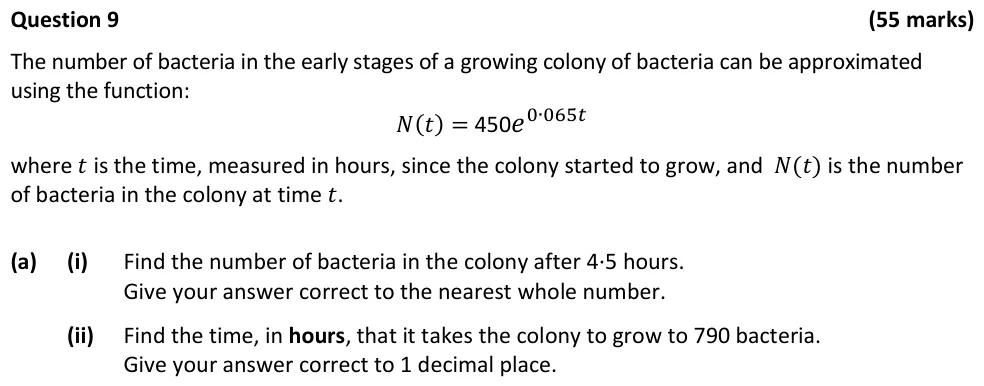 Question 9 (55 marks)
The number of bacteria in the early stages of a growing colony of bacteria can be approximated
using the function:
N(t) = 450e^{0·065t}
where t is the time, measured in hours, since the colony started to grow, and N(t) is the number
of bacteria in the colony at time t.
(a) (i) Find the number of bacteria in the colony after 4·5 hours.
Give your answer correct to the nearest whole number.
(ii) Find the time, in hours, that it takes the colony to grow to 790 bacteria.
Give your answer correct to 1 decimal place.